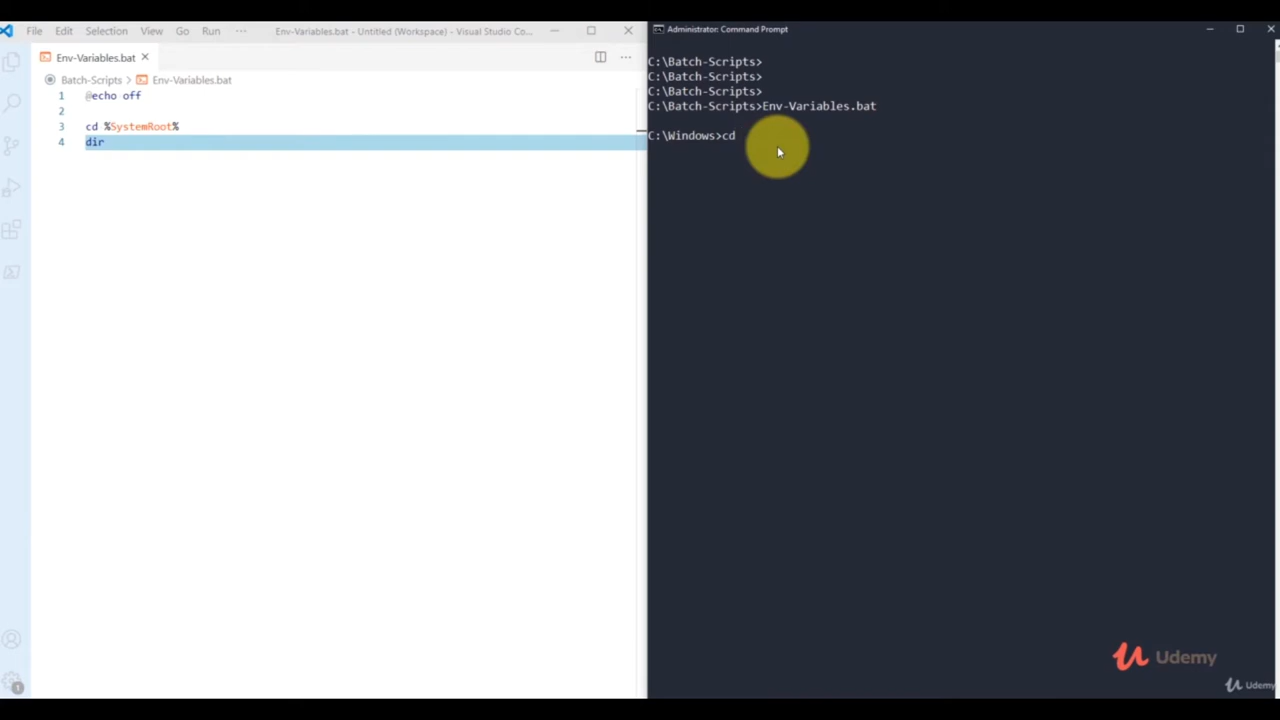 File Edit Selection View Go Run ··· Env-Variables.bat - Untitled (Workspace) - Visual Studio Co...
Env-Variables.bat
Batch-Scripts > Env-Variables.bat
1 @echo off
2
3 cd %SystemRoot%
4 dir
1
Administrator: Command Prompt
C:\Batch-Scripts>
C:\Batch-Scripts>
C:\Batch-Scripts>
C:\Batch-Scripts>Env-Variables.bat
C:\Windows>cd
Udemy
Udemy